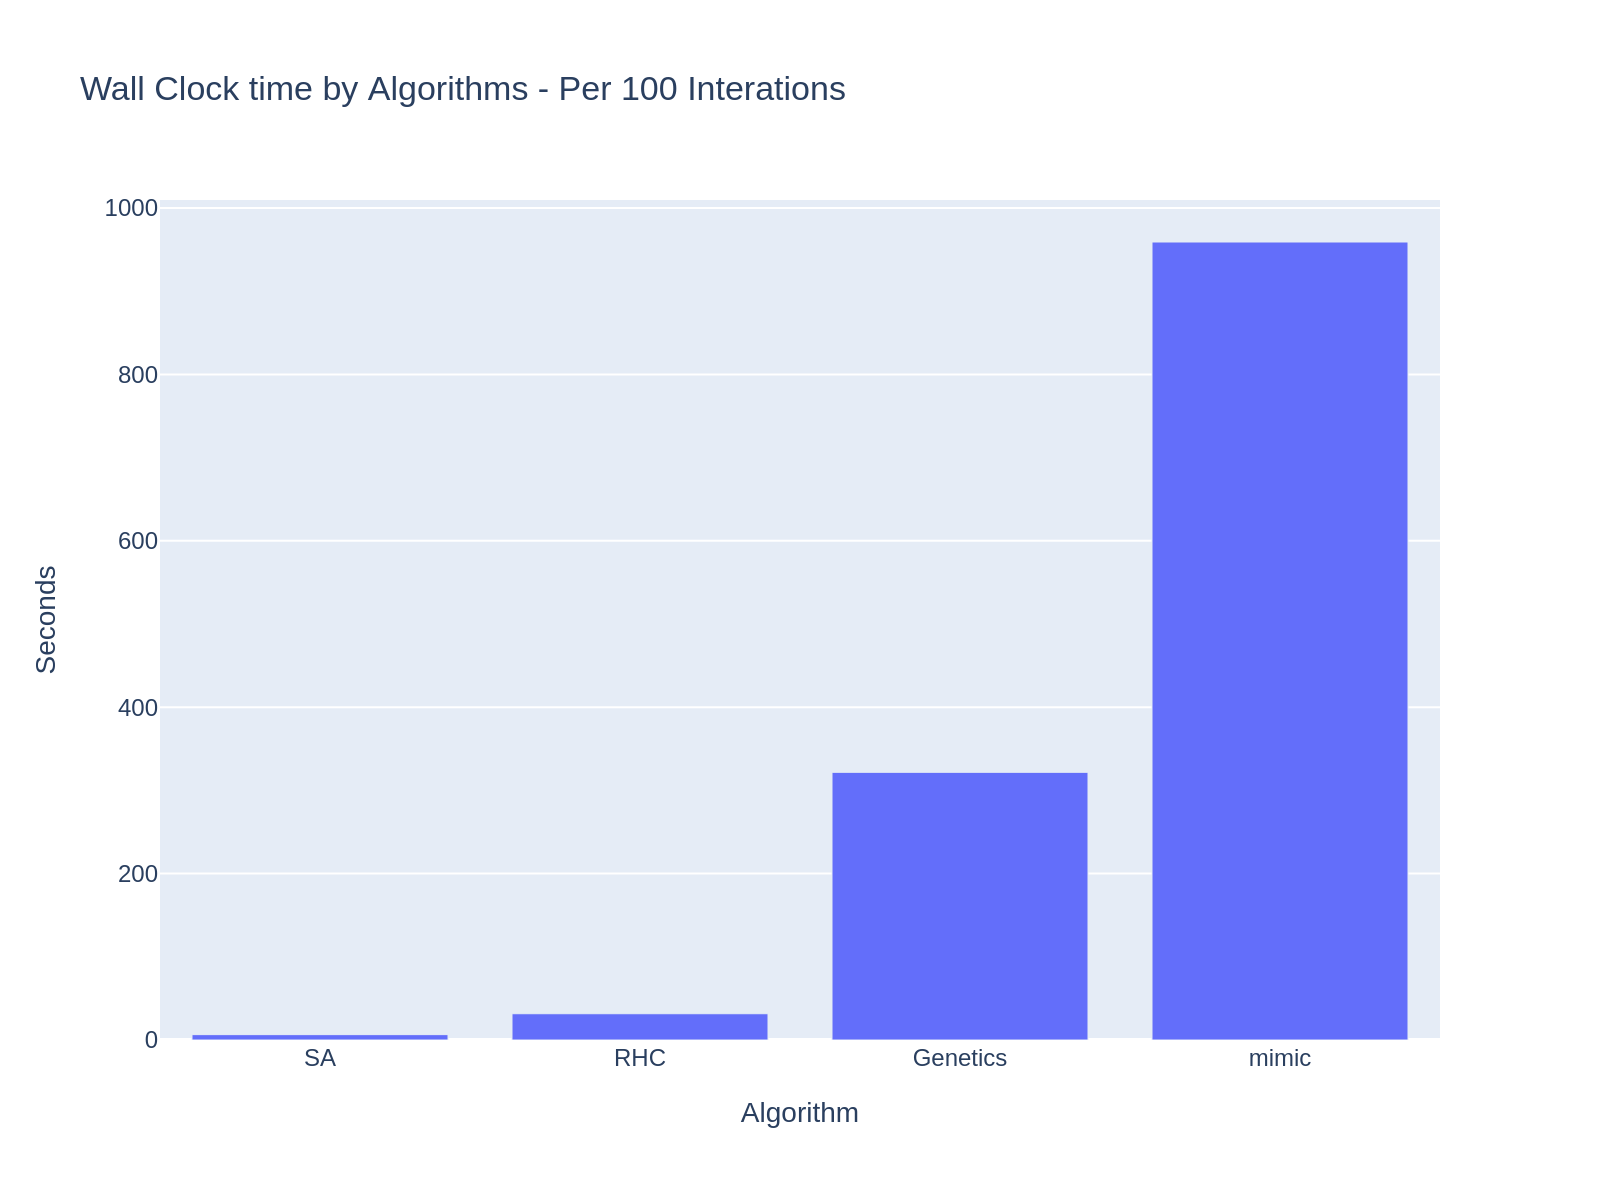 Wall Clock time by Algorithms - Per 100 Interations
1000
800
600
400
200
0
Seconds
SA RHC Genetics mimic
Algorithm